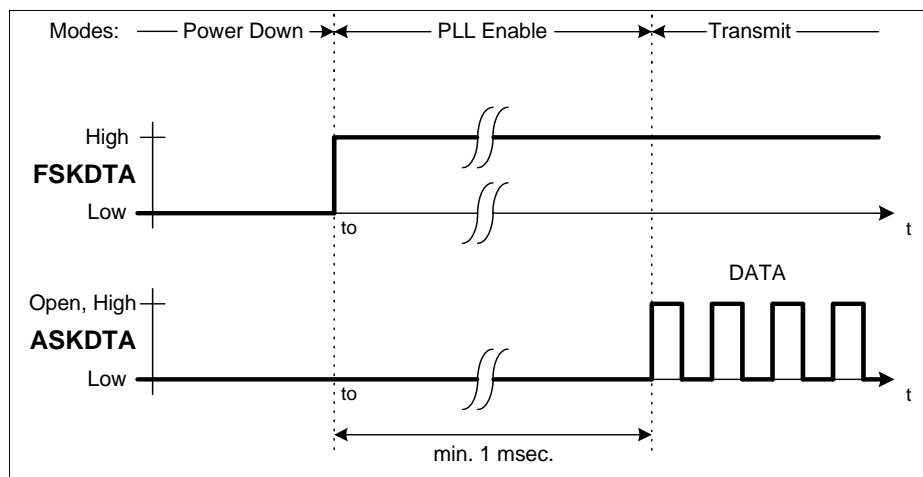 Modes: Power Down PLL Enable Transmit
High
FSKDTA
Low
to
t
DATA
Open, High
ASKDTA
Low
to
t
min. 1 msec.